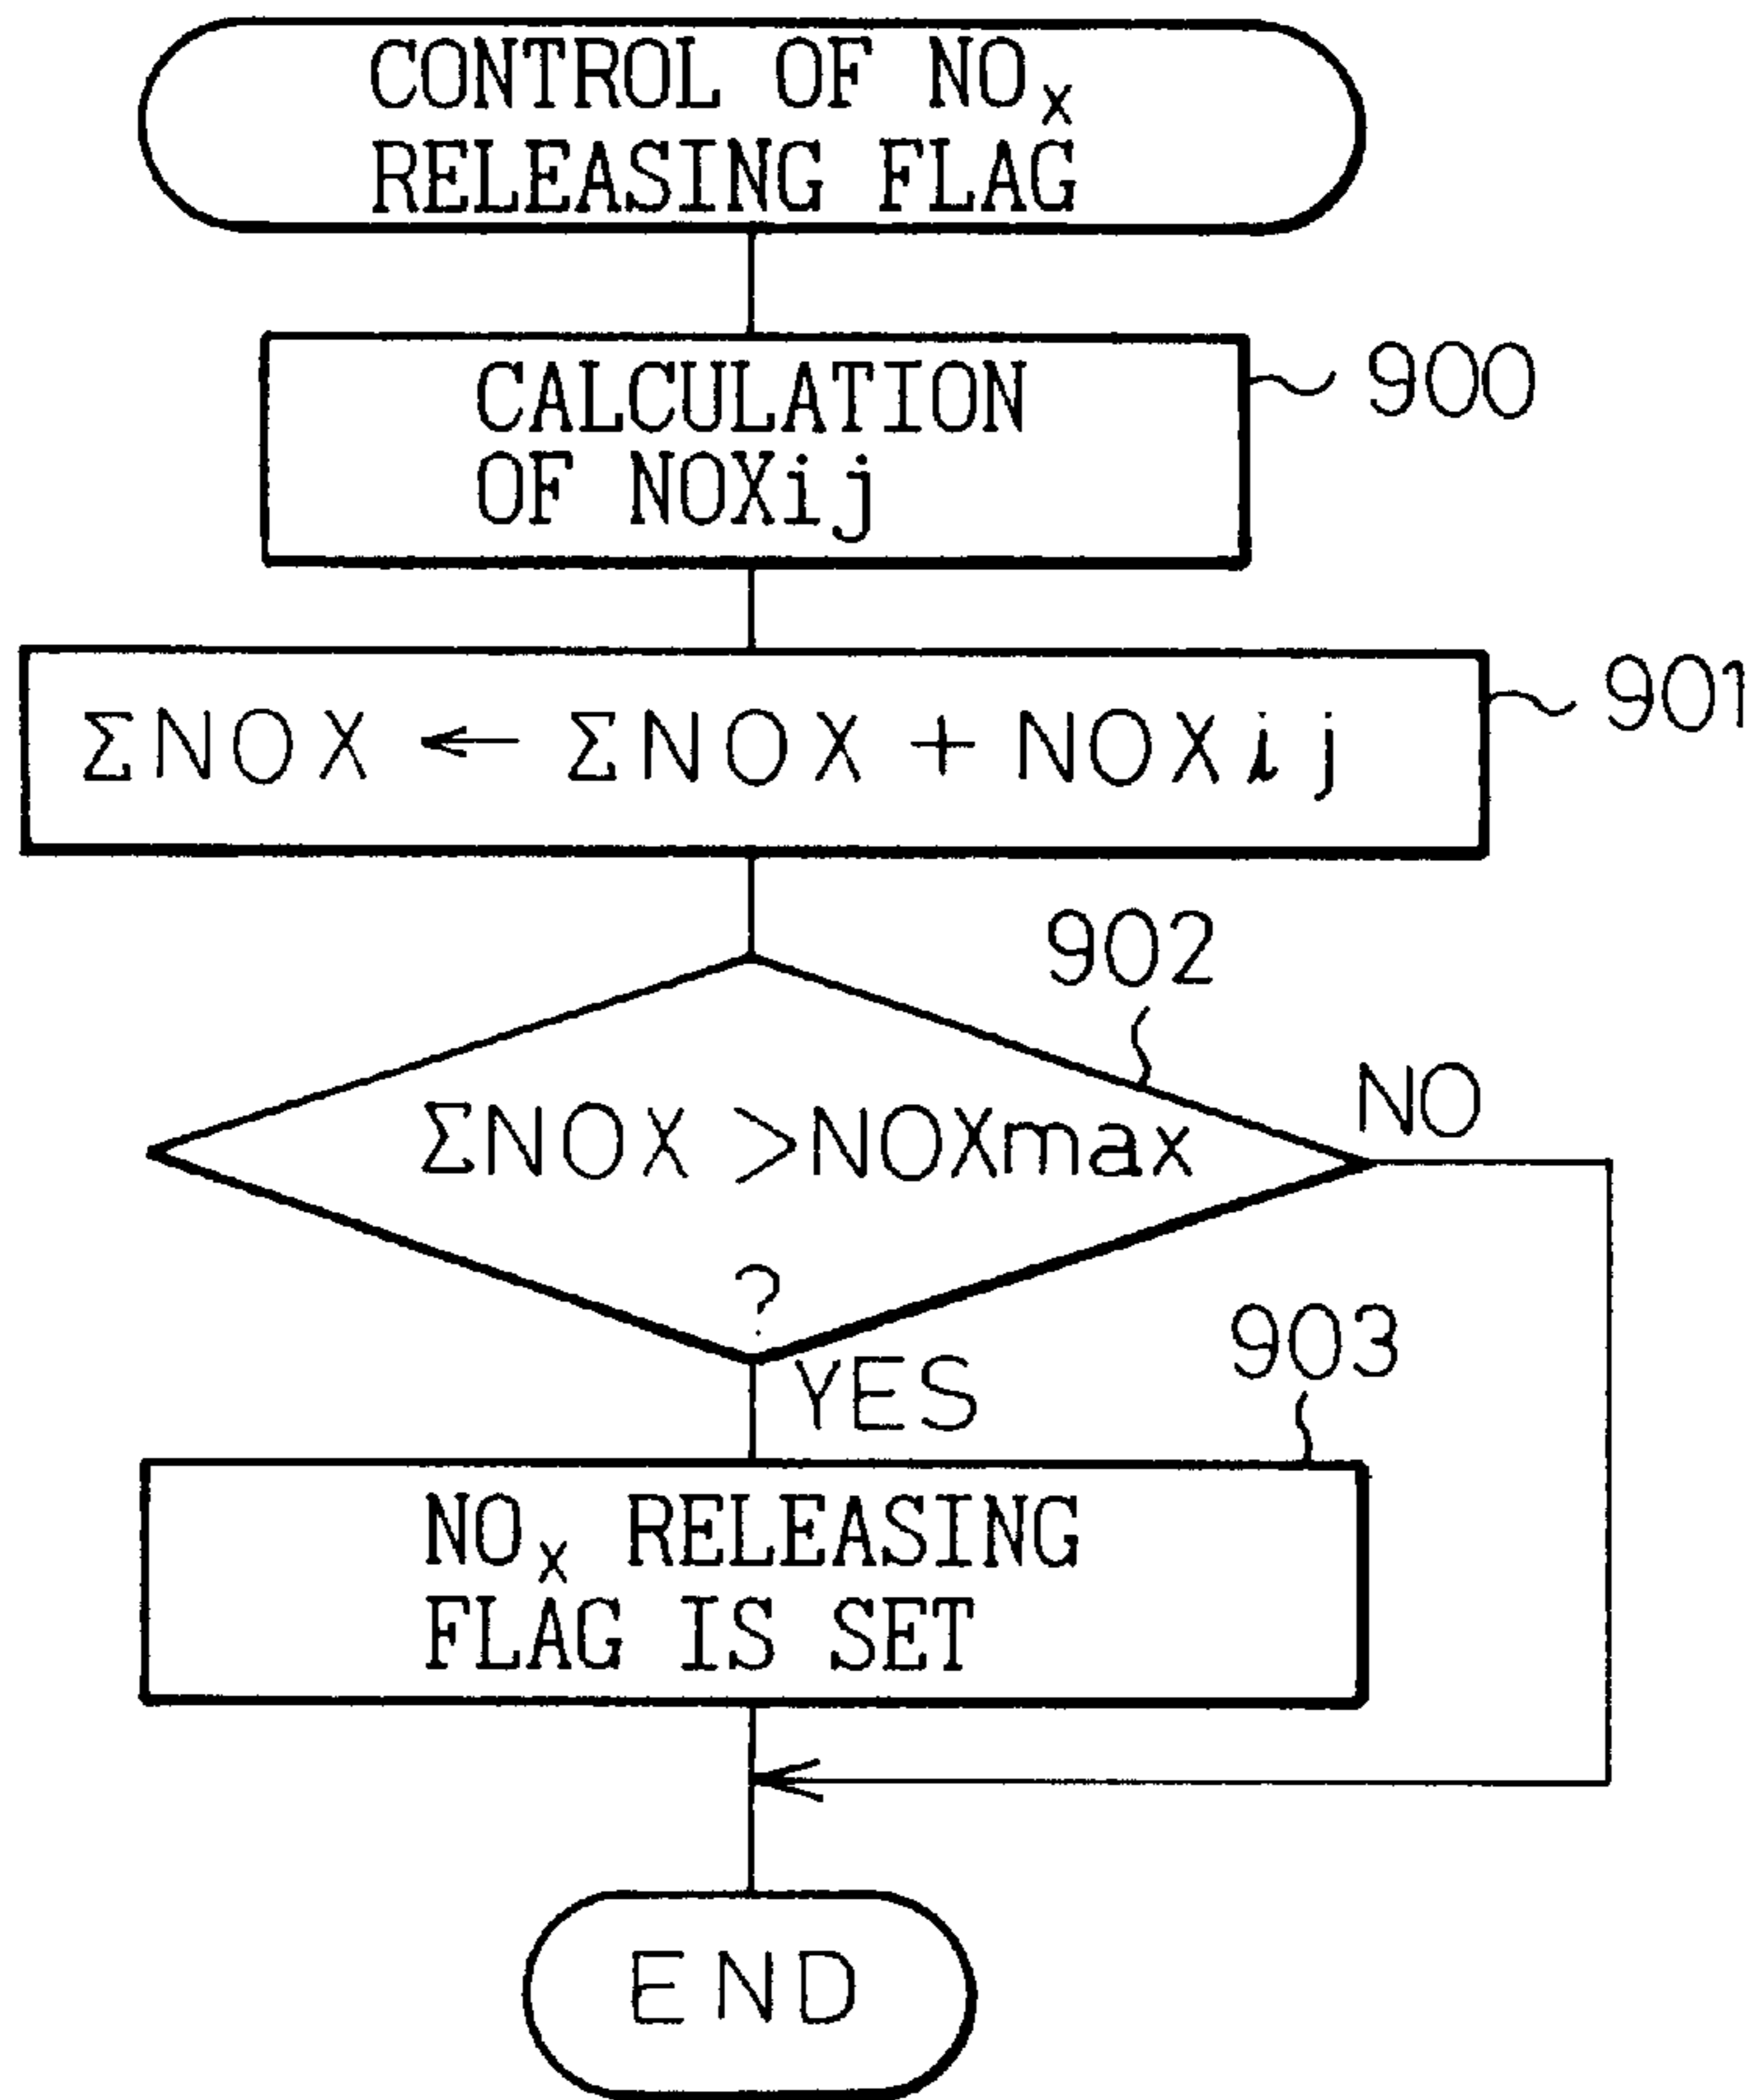 CONTROL OF NOₓ
RELEASING FLAG
CALCULATION
OF NOXij
900
ΣNOX ← ΣNOX + NOXij
901
902
ΣNOX >NOXmax
?
NO
YES
903
NOₓ RELEASING
FLAG IS SET
END